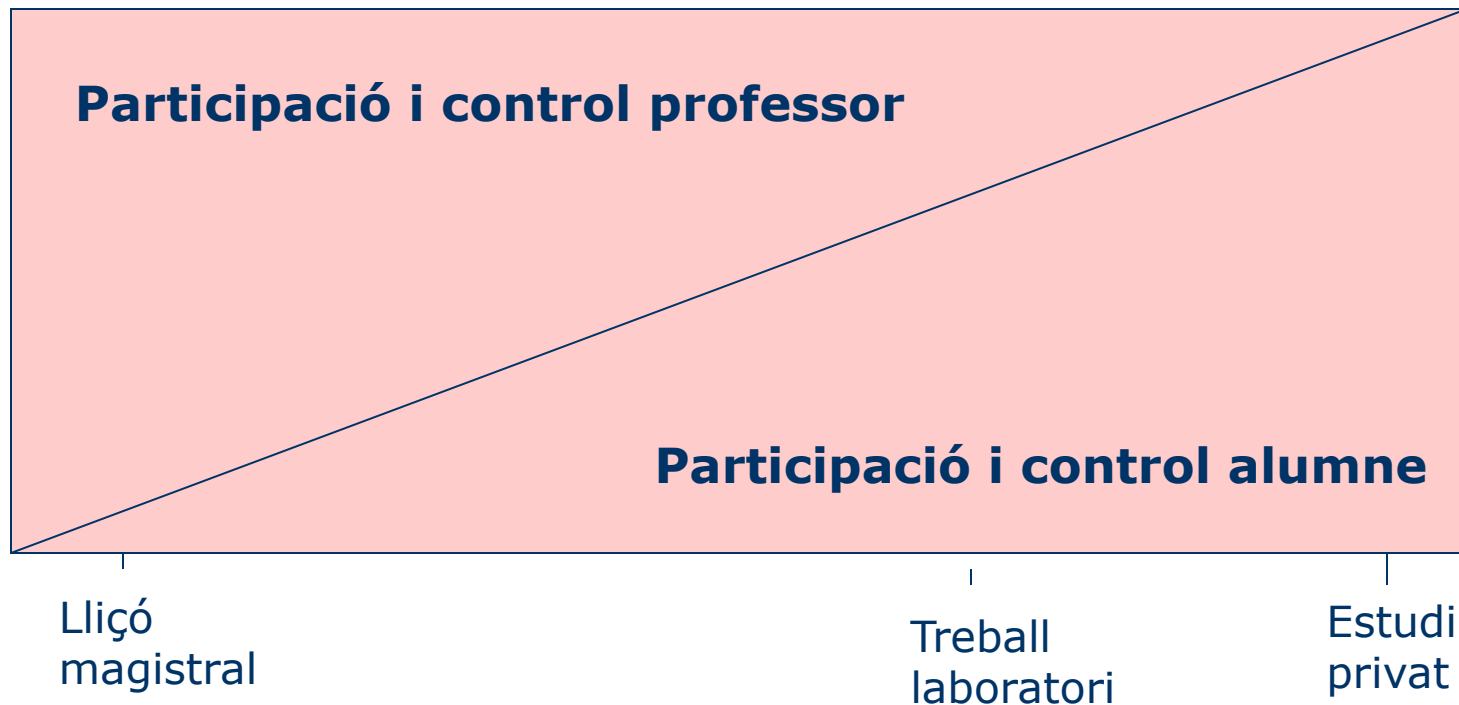 Participació i control professor
Participació i control alumne
Lliçó
magistral
Treball
laboratori
Estudi
privat